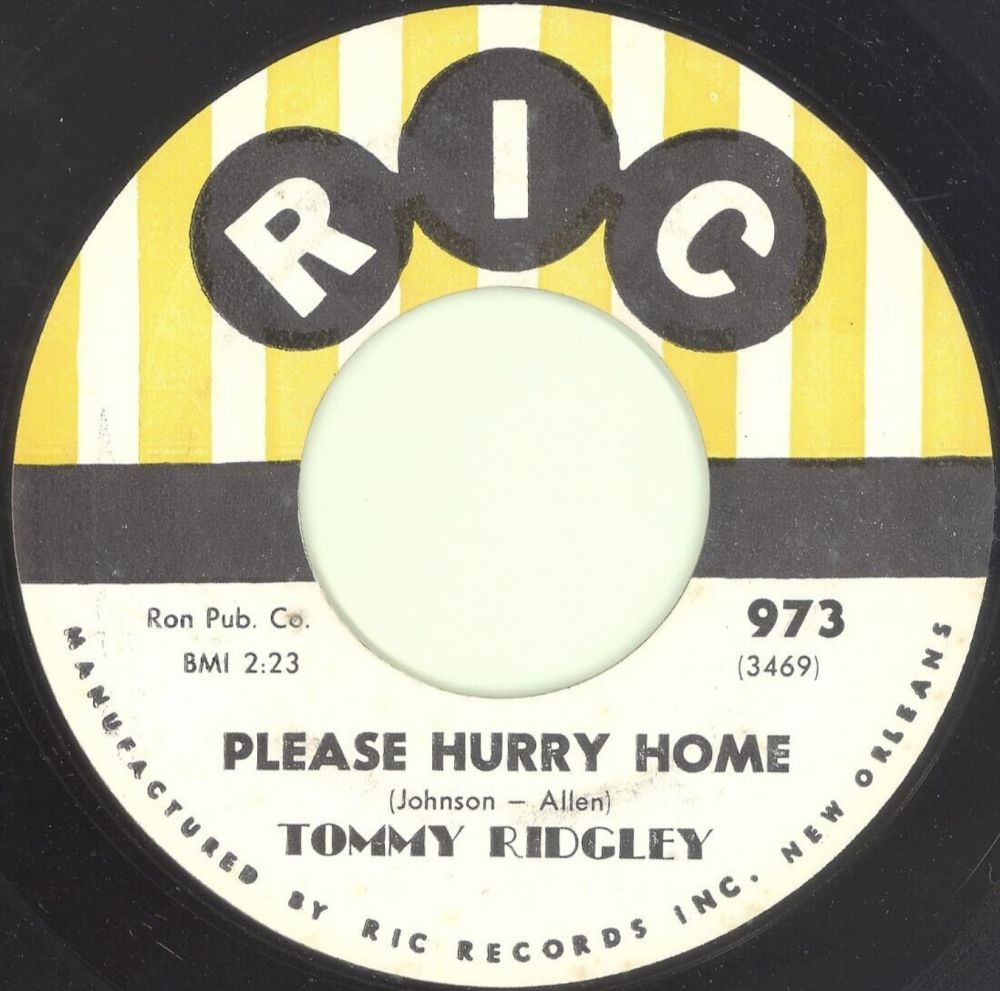 RIC
Ron Pub. Co.
BMI 2:23
973
(3469)
PLEASE HURRY HOME
(Johnson — Allen)
TOMMY RIDGLEY
MANUFACTURED BY RIC RECORDS INC. NEW ORLEANS